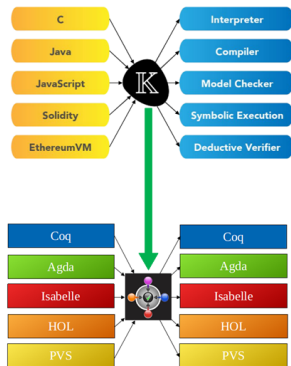 C
Interpreter
Java
Compiler
JavaScript
𝕂
Model Checker
Solidity
Symbolic Execution
EthereumVM
Deductive Verifier
Coq
Coq
Agda
Agda
Isabelle
Isabelle
HOL
HOL
PVS
PVS